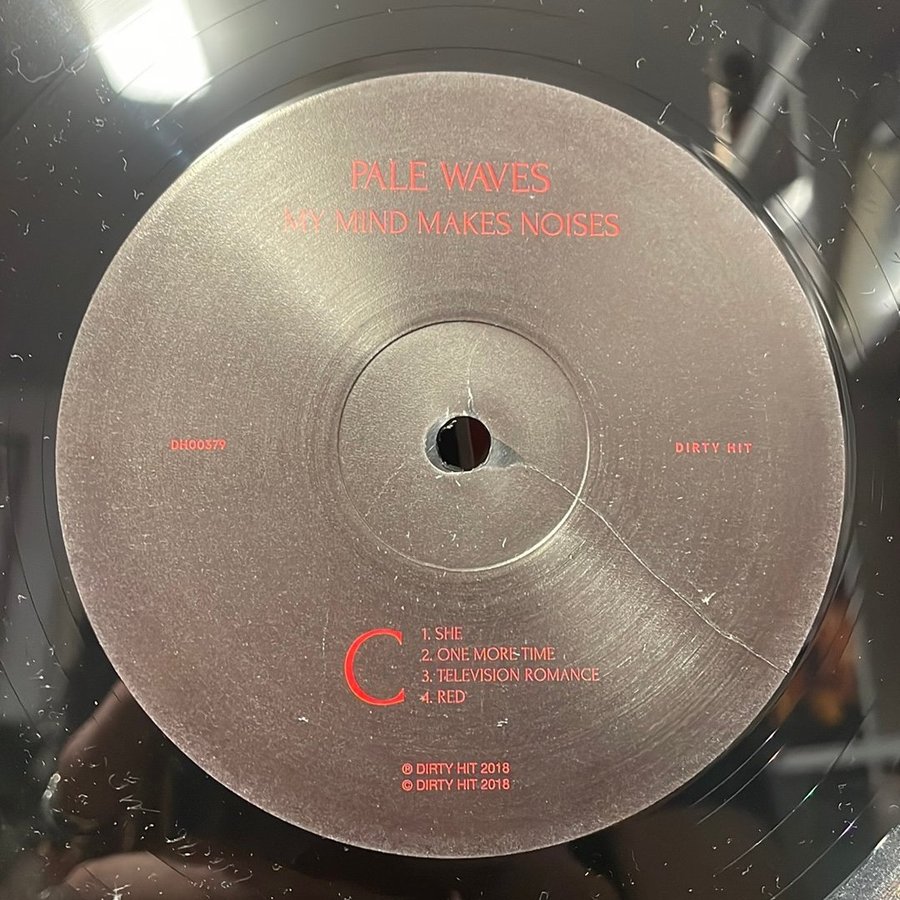 PALE WAVES
MY MIND MAKES NOISES
DH00379
DIRTY HIT
C
1. SHE
2. ONE MORE TIME
3. TELEVISION ROMANCE
4. RED
℗ DIRTY HIT 2018
© DIRTY HIT 2018